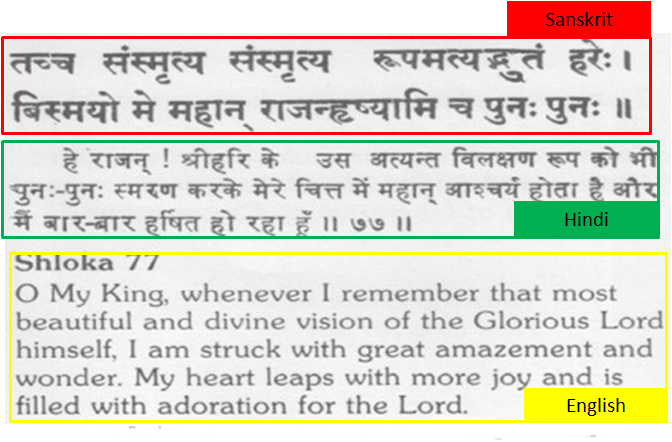 Sanskrit
तच्च संस्मृत्य संस्मृत्य रूपमत्यद्भुतं हरेः।
बिस्मयो मे महान् राजन्हृष्यामि च पुनः पुनः ॥
हे राजन् ! श्रीहरि के उस अत्यन्त विलक्षण रूप को भी
पुनः-पुनः स्मरण करके मेरे चित्त में महान् आश्चर्य होता है और
मैं बार-बार हर्षित हो रहा हूँ ॥ ७७ ॥
Hindi
Shloka 77
O My King, whenever I remember that most
beautiful and divine vision of the Glorious Lord
himself, I am struck with great amazement and
wonder. My heart leaps with more joy and is
filled with adoration for the Lord.
English